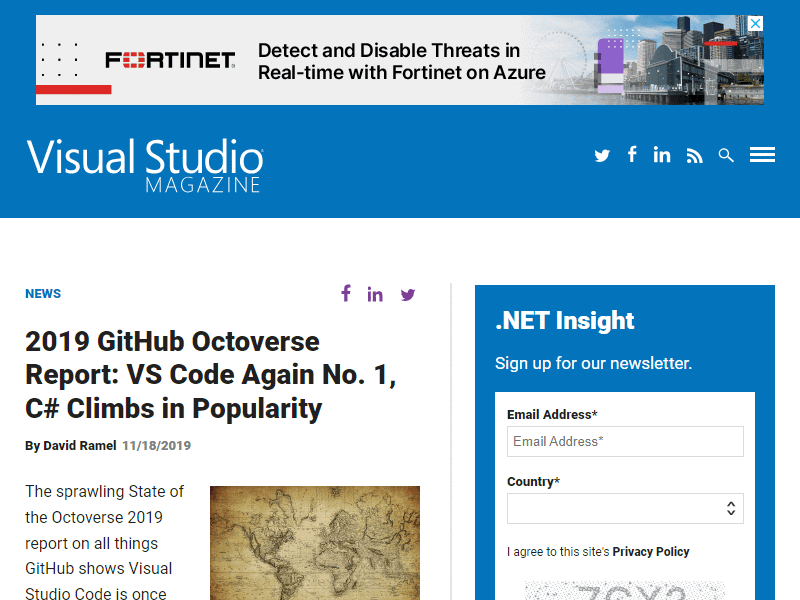 FORTINET
Detect and Disable Threats in
Real-time with Fortinet on Azure
Visual Studio
MAGAZINE
NEWS
2019 GitHub Octoverse
Report: VS Code Again No. 1,
C# Climbs in Popularity
By David Ramel 11/18/2019
The sprawling State of
the Octoverse 2019
report on all things
GitHub shows Visual
Studio Code is once
.NET Insight
Sign up for our newsletter.
Email Address*
Email Address*
Country*
I agree to this site's Privacy Policy